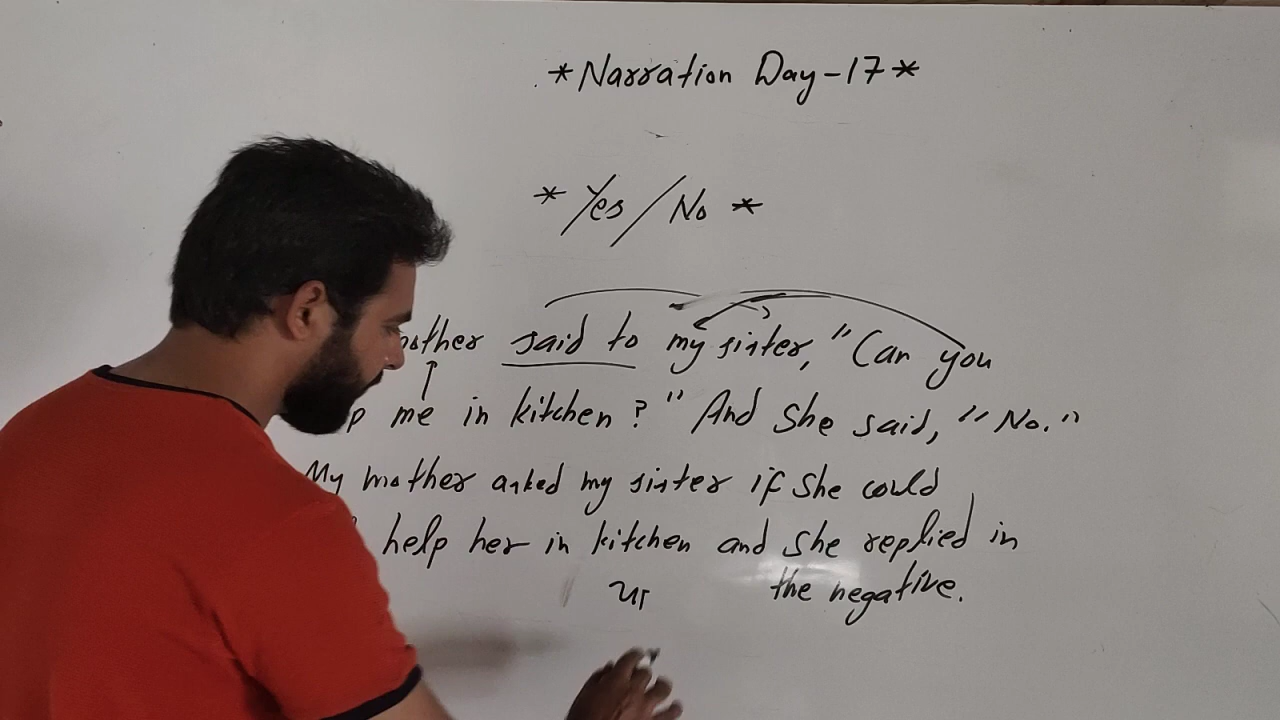 *Narration Day-17*
*Yes/No*
mother said to my sister, "Can you
me in kitchen?" And She said, "No."
My mother asked my sister if she could
help her in kitchen and she replied in
the negative.